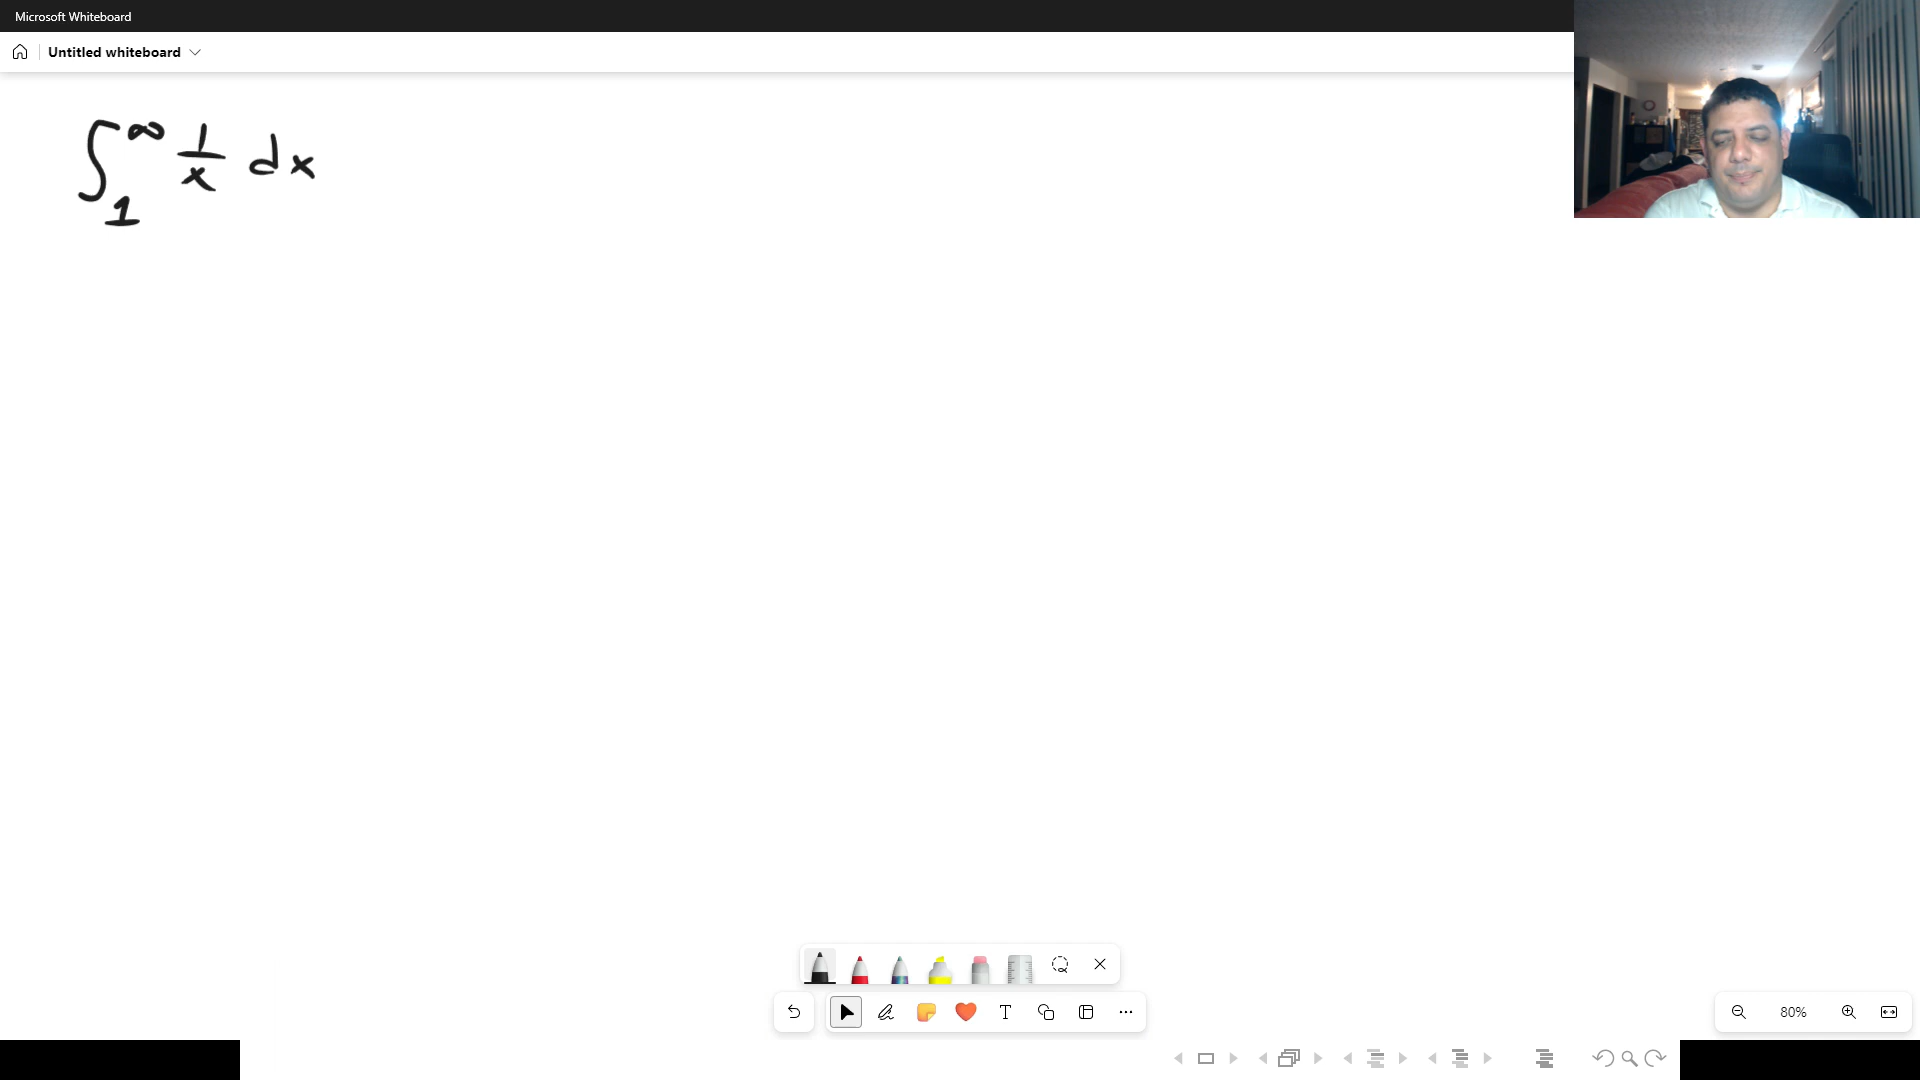 Microsoft Whiteboard
Untitled whiteboard
∫₁^∞ 1/x dx
80%